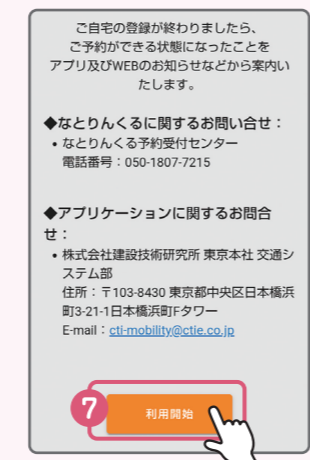 ご自宅の登録が終わりましたら、
ご予約ができる状態になったことを
アプリ及びWEBのお知らせなどから案内い
たします。
◆なとりんくるに関するお問い合せ：
• なとりんくる予約受付センター
電話番号：050-1807-7215
◆アプリケーションに関するお問合
せ：
• 株式会社建設技術研究所 東京本社 交通シ
ステム部
住所：〒103-8430 東京都中央区日本橋浜
町3-21-1日本橋浜町Fタワー
E-mail：cti-mobility@ctie.co.jp
7
利用開始